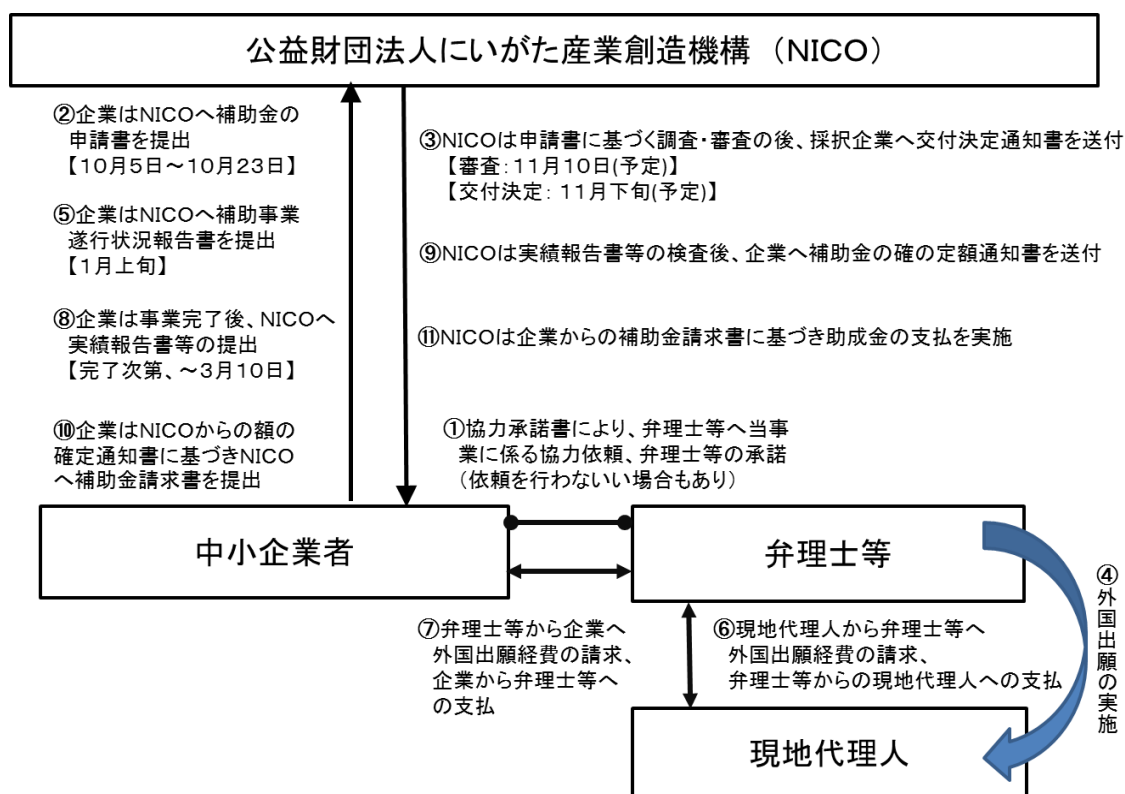 公益財団法人にいがた産業創造機構 （NICO）
②企業はNICOへ補助金の
申請書を提出
【10月5日～10月23日】
③NICOは申請書に基づく調査・審査の後、採択企業へ交付決定通知書を送付
【審査：11月10日(予定)】
【交付決定： 11月下旬(予定)】
⑤企業はNICOへ補助事業
遂行状況報告書を提出
【1月上旬】
⑨NICOは実績報告書等の検査後、企業へ補助金の確の定額通知書を送付
⑧企業は事業完了後、NICOへ
実績報告書等の提出
【完了次第、～3月10日】
⑪NICOは企業からの補助金請求書に基づき助成金の支払を実施
⑩企業はNICOからの額の
確定通知書に基づきNICO
へ補助金請求書を提出
①協力承諾書により、弁理士等へ当事
業に係る協力依頼、弁理士等の承諾
（依頼を行わないい場合もあり）
中小企業者
弁理士等
④外国出願の実施
⑦弁理士等から企業へ
外国出願経費の請求、
企業から弁理士等へ
の支払
⑥現地代理人から弁理士等へ
外国出願経費の請求、
弁理士等からの現地代理人への支払
現地代理人